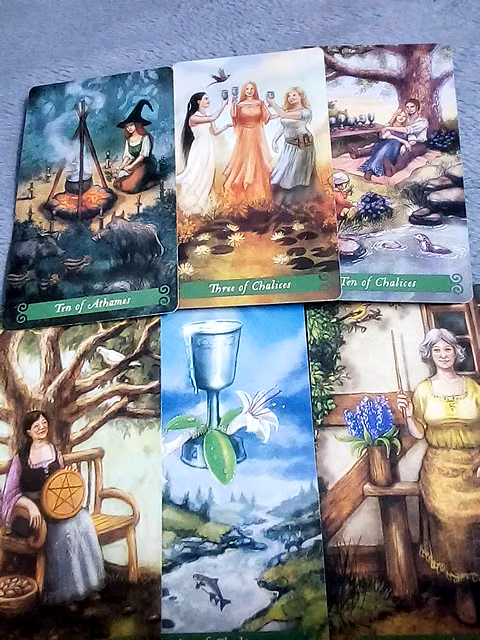 Ten of Athames
Three of Chalices
Ten of Chalices